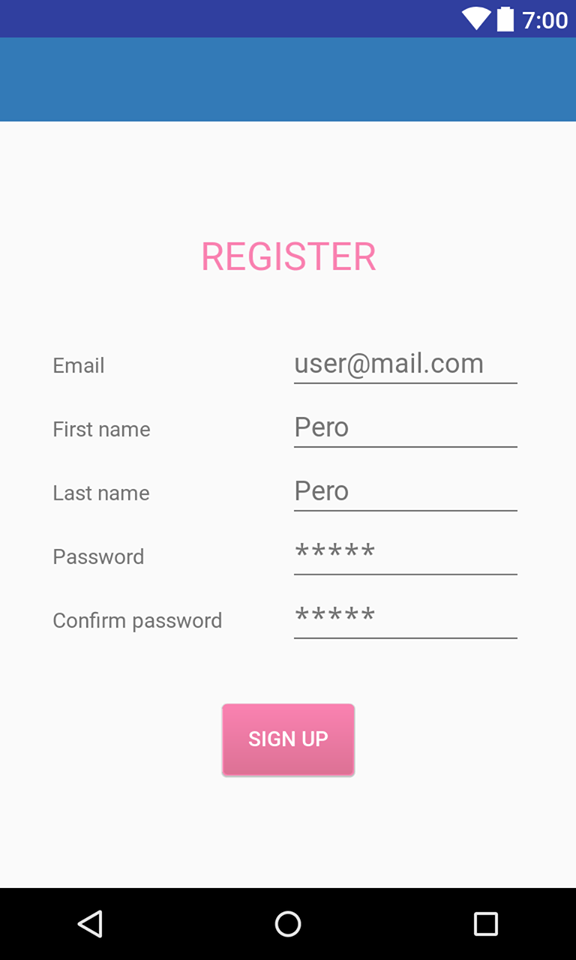 7:00
REGISTER
Email user@mail.com
First name Pero
Last name Pero
Password *****
Confirm password *****
SIGN UP